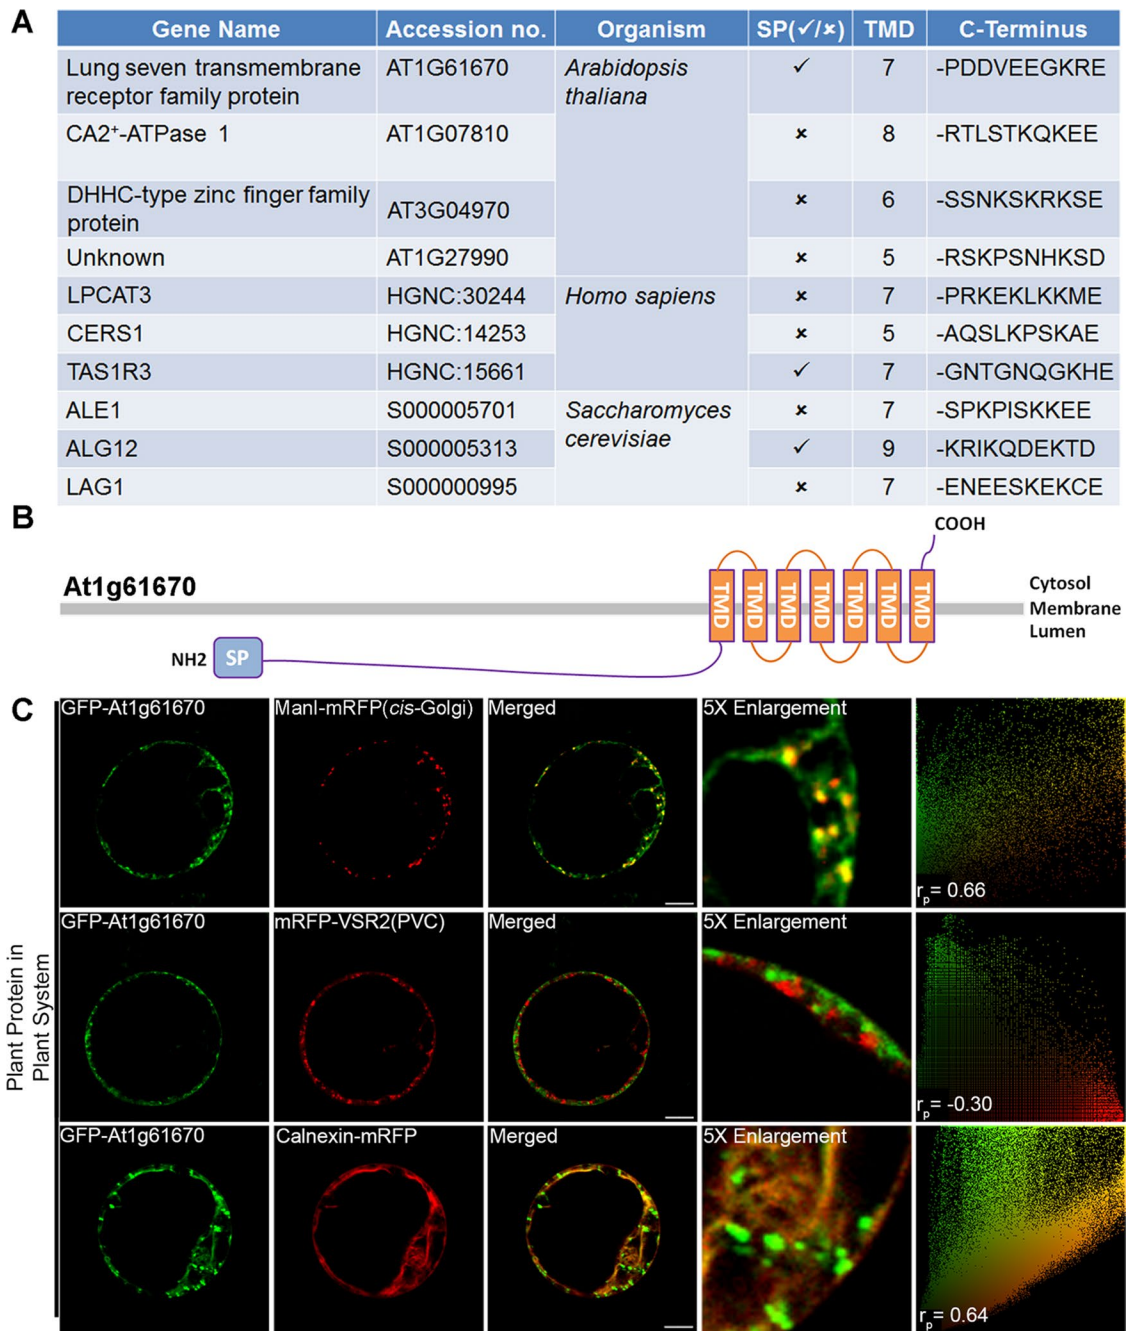 A
Gene Name Accession no. Organism SP(✓/×) TMD C-Terminus
Lung seven transmembrane AT1G61670 Arabidopsis ✓ 7 -PDDVEEGKRE
receptor family protein thaliana
CA2+-ATPase 1 AT1G07810 × 8 -RTLSTKQKEE
DHHC-type zinc finger family AT3G04970 × 6 -SSNKSKRKSE
protein
Unknown AT1G27990 × 5 -RSKPSNHKSD
LPCAT3 HGNC:30244 Homo sapiens × 7 -PRKEKLKKME
CERS1 HGNC:14253 × 5 -AQSLKPSKAE
TAS1R3 HGNC:15661 ✓ 7 -GNTGNQGKHE
ALE1 S000005701 Saccharomyces × 7 -SPKPISKKEE
cerevisiae
ALG12 S000005313 ✓ 9 -KRIKQDEKTD
LAG1 S000000995 × 7 -ENEESKEKCE
B
COOH
At1g61670
TMD TMD TMD TMD TMD TMD TMD
Cytosol
Membrane
Lumen
NH2 SP
C
Plant Protein in
Plant System
GFP-At1g61670 ManI-mRFP(cis-Golgi) Merged 5X Enlargement
rp= 0.66
GFP-At1g61670 mRFP-VSR2(PVC) Merged 5X Enlargement
rp= -0.30
GFP-At1g61670 Calnexin-mRFP Merged 5X Enlargement
rp= 0.64